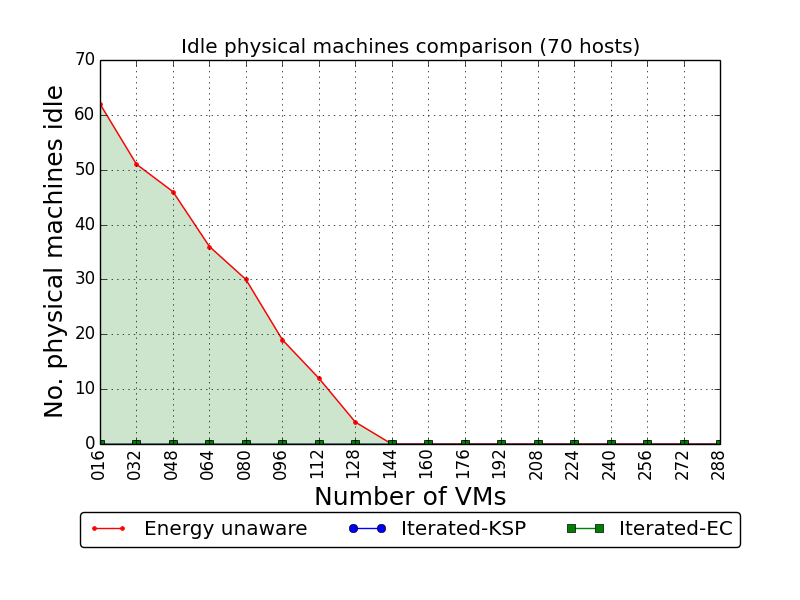 Idle physical machines comparison (70 hosts)
No. physical machines idle
70
60
50
40
30
20
10
0
016 032 048 064 080 096 112 128 144 160 176 192 208 224 240 256 272 288
Number of VMs
Energy unaware Iterated-KSP Iterated-EC